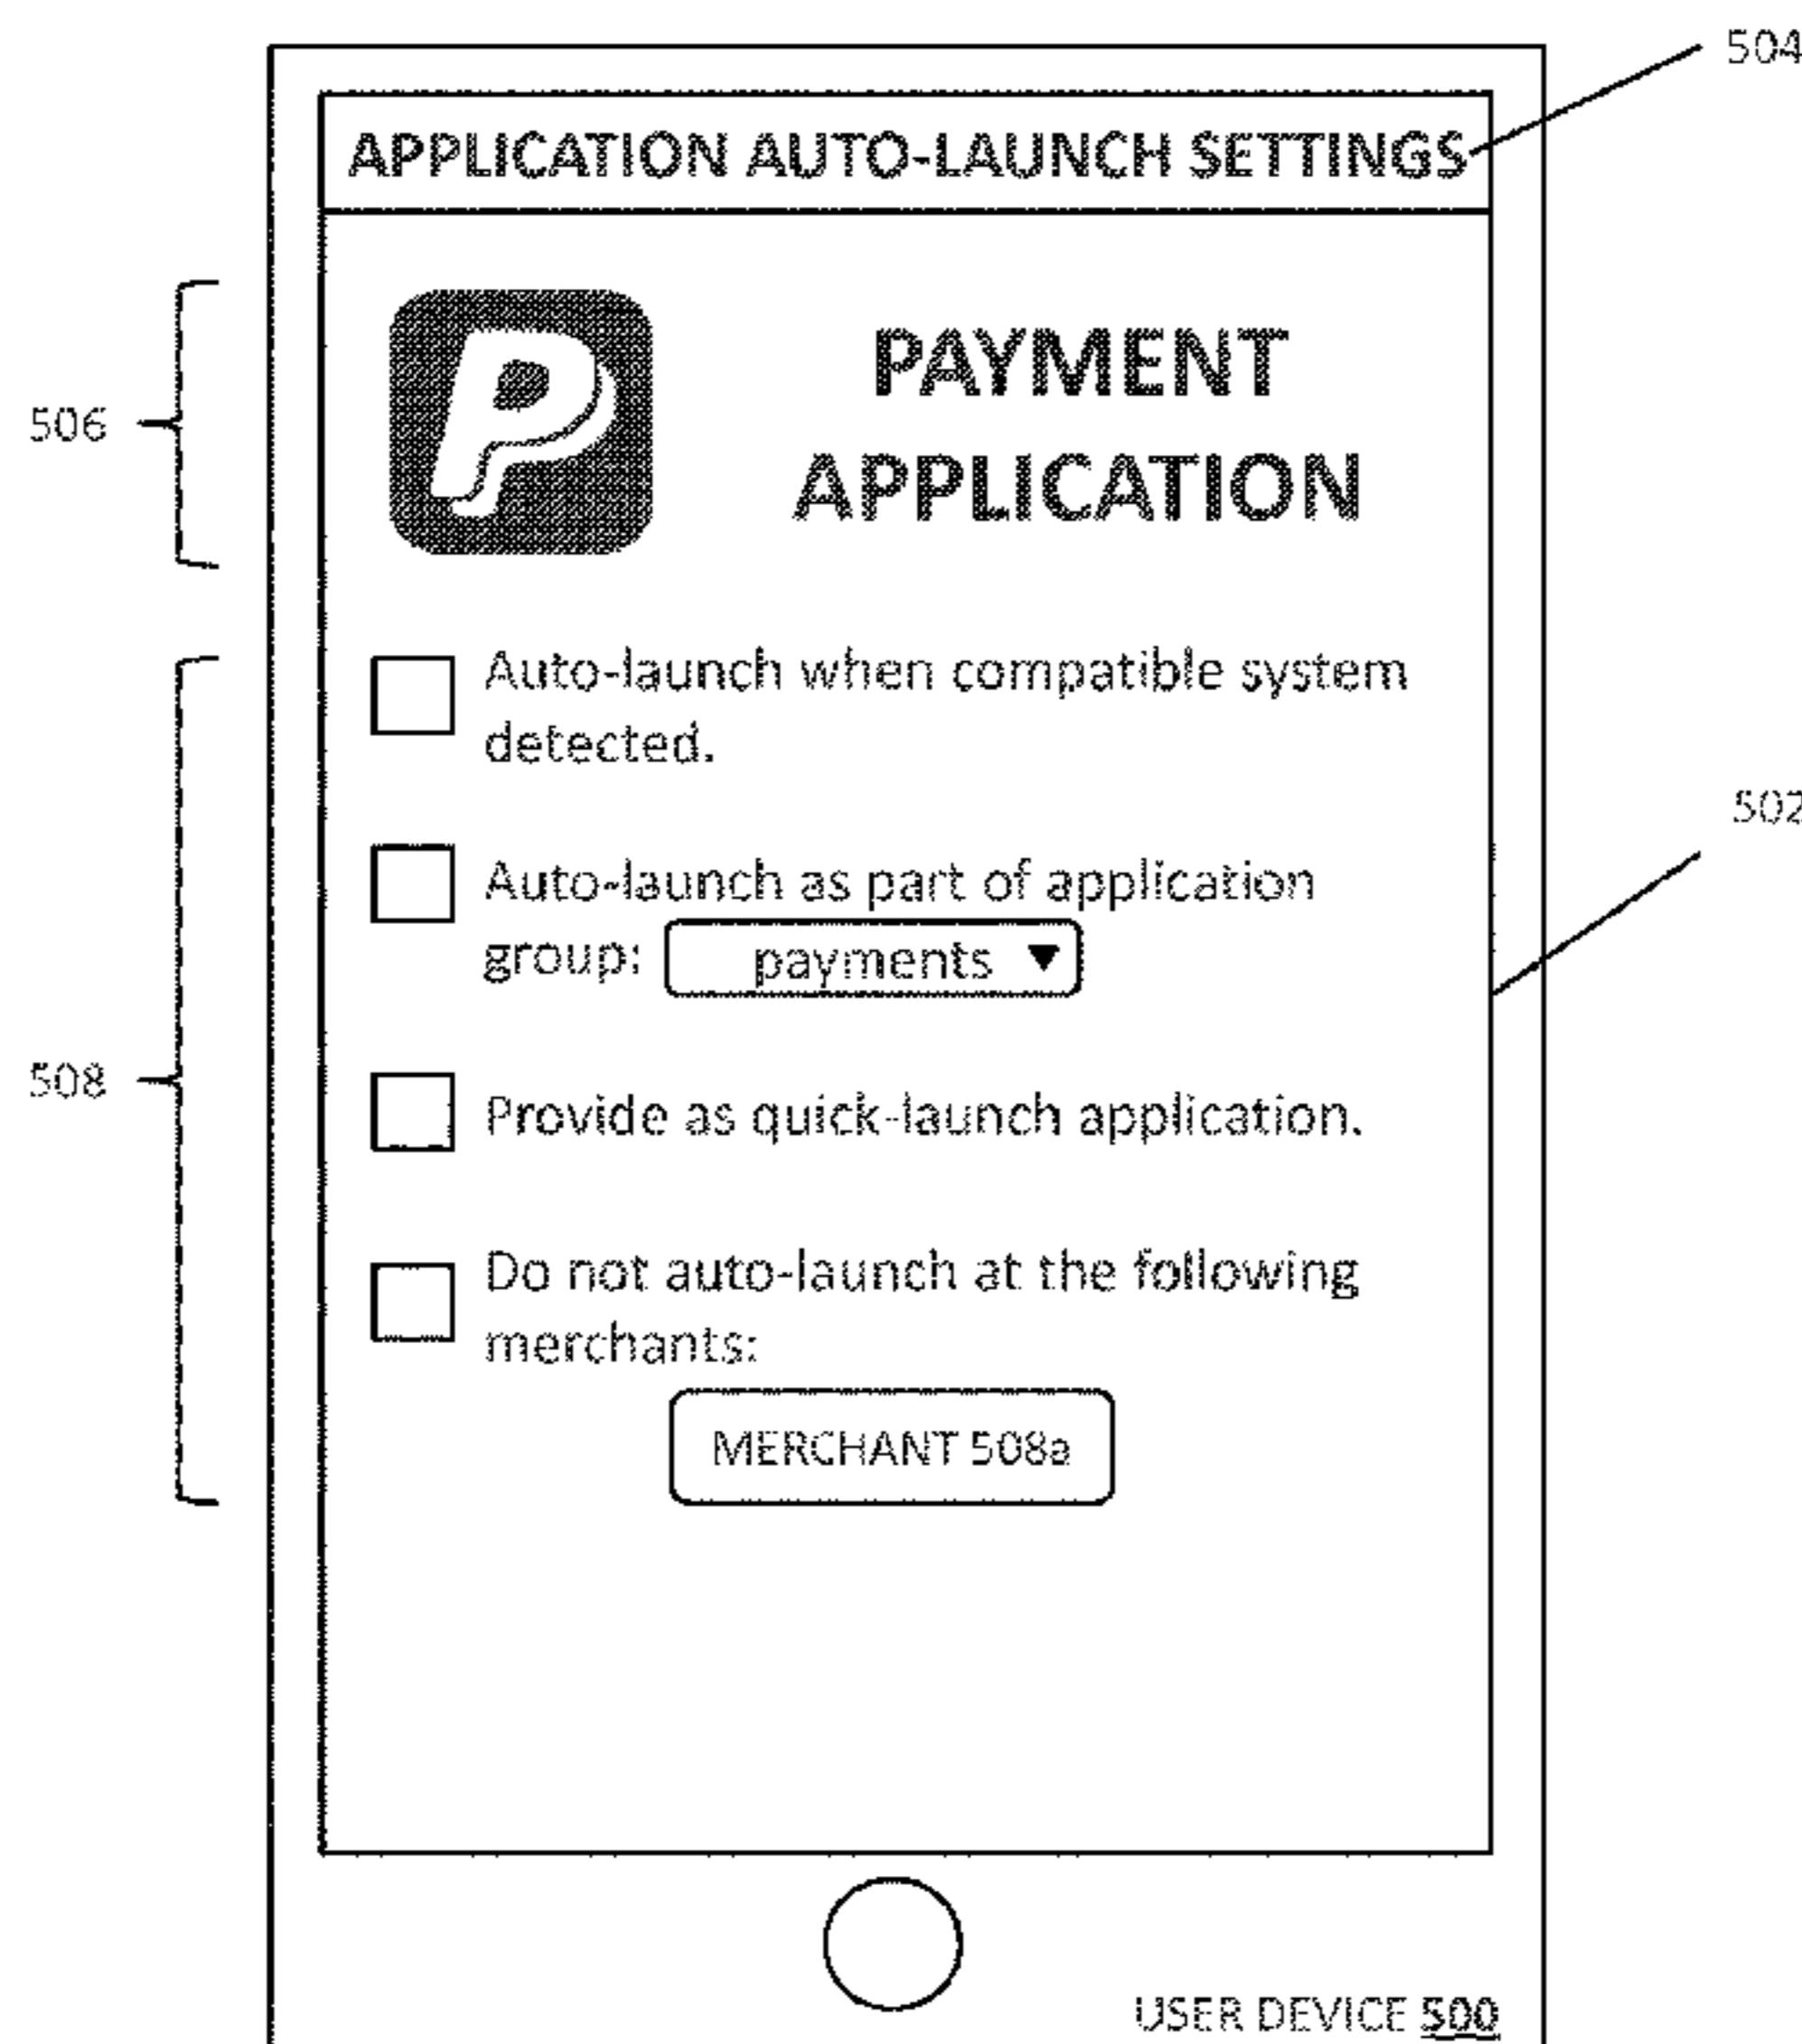 504
APPLICATION AUTO-LAUNCH SETTINGS
P
PAYMENT
APPLICATION
506
Auto-launch when compatible system
detected.
502
Auto-launch as part of application
group: payments
508
Provide as quick-launch application.
Do not auto-launch at the following
merchants:
MERCHANT 508a
USER DEVICE 500